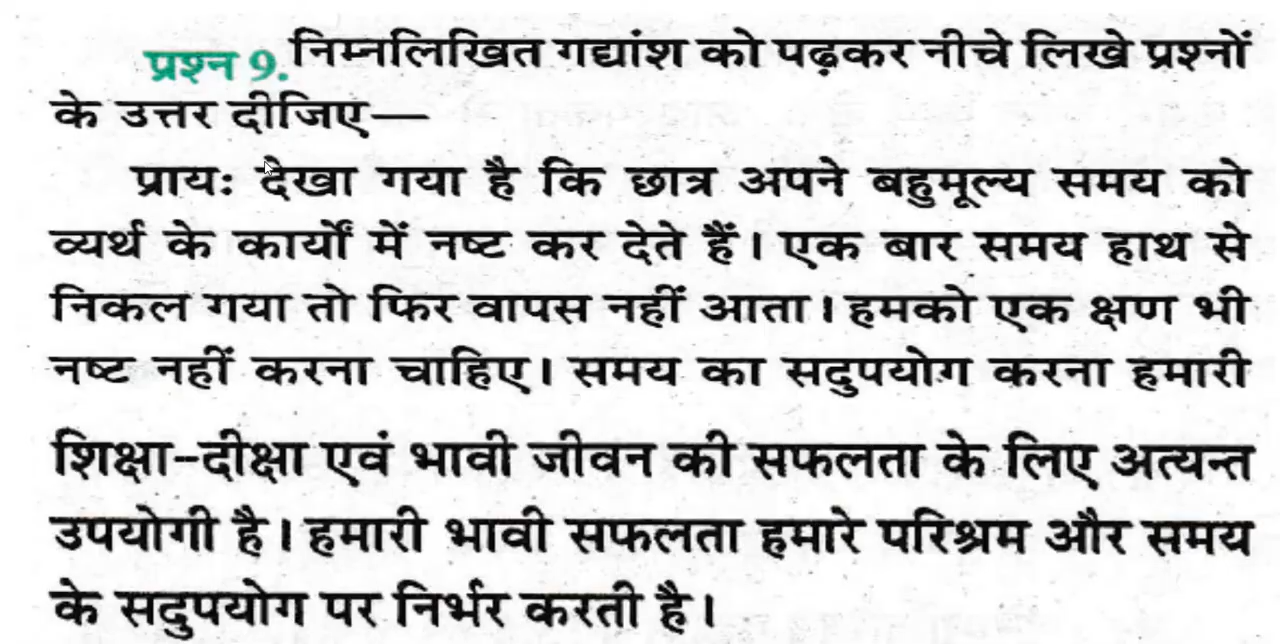 प्रश्न 9. निम्नलिखित गद्यांश को पढ़कर नीचे लिखे प्रश्नों
के उत्तर दीजिए—
प्रायः देखा गया है कि छात्र अपने बहुमूल्य समय को
व्यर्थ के कार्यों में नष्ट कर देते हैं। एक बार समय हाथ से
निकल गया तो फिर वापस नहीं आता। हमको एक क्षण भी
नष्ट नहीं करना चाहिए। समय का सदुपयोग करना हमारी
शिक्षा-दीक्षा एवं भावी जीवन की सफलता के लिए अत्यन्त
उपयोगी है। हमारी भावी सफलता हमारे परिश्रम और समय
के सदुपयोग पर निर्भर करती है।